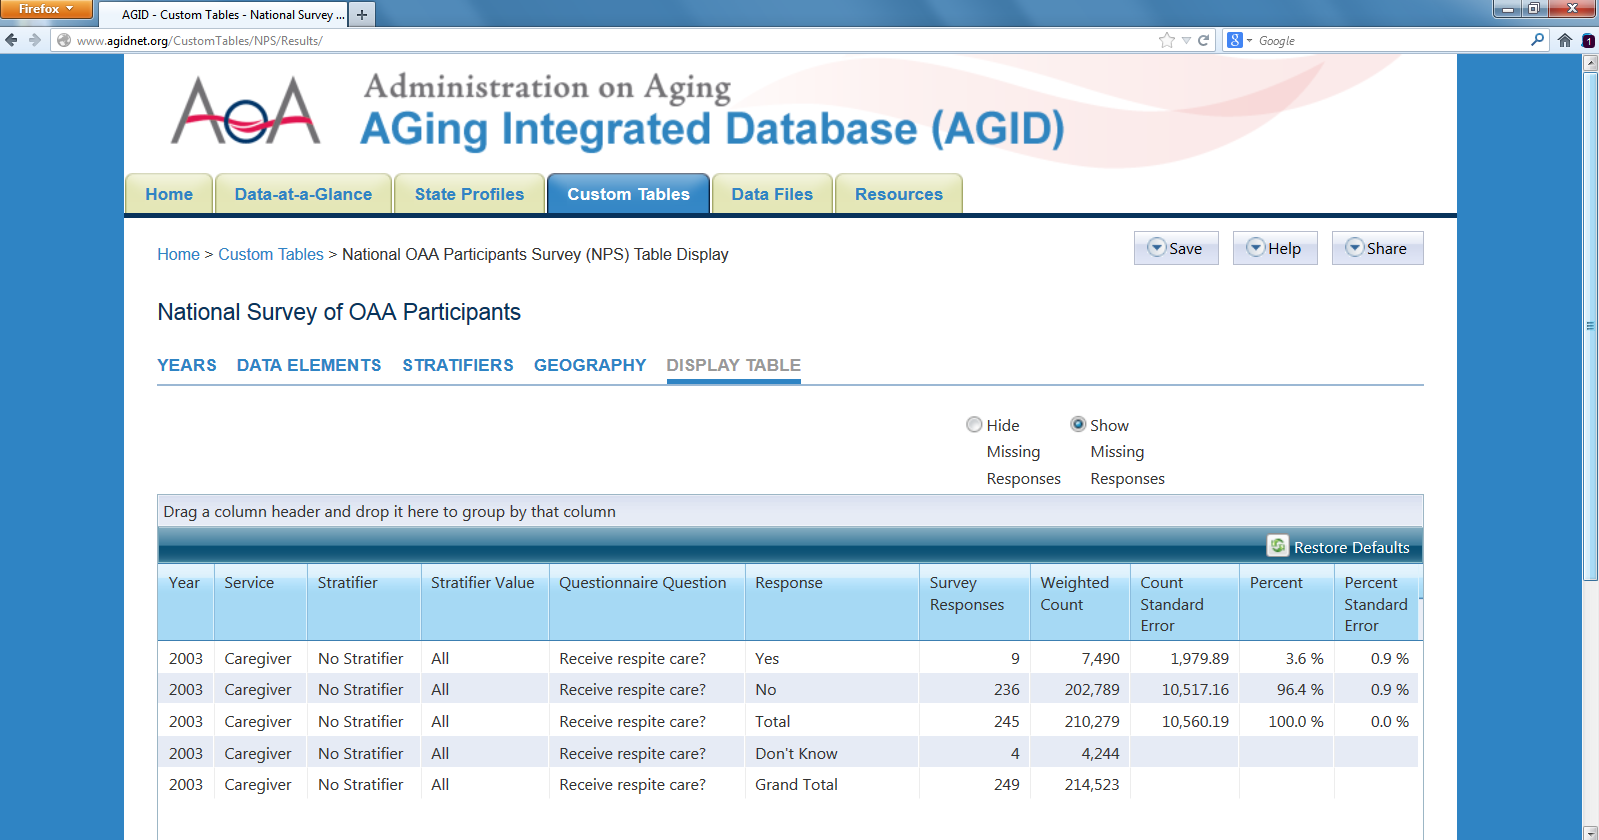 Firefox
AGID - Custom Tables - National Survey ...
www.agidnet.org/CustomTables/NPS/Results/
Google
1
AoA
Administration on Aging
AGing Integrated Database (AGID)
Home Data-at-a-Glance State Profiles Custom Tables Data Files Resources
Home > Custom Tables > National OAA Participants Survey (NPS) Table Display
Save Help Share
National Survey of OAA Participants
YEARS DATA ELEMENTS STRATIFIERS GEOGRAPHY DISPLAY TABLE
Hide Missing Responses
Show Missing Responses
Drag a column header and drop it here to group by that column
Restore Defaults
Year Service Stratifier Stratifier Value Questionnaire Question Response Survey Responses Weighted Count Count Standard Error Percent Percent Standard Error
2003 Caregiver No Stratifier All Receive respite care? Yes 9 7,490 1,979.89 3.6 % 0.9 %
2003 Caregiver No Stratifier All Receive respite care? No 236 202,789 10,517.16 96.4 % 0.9 %
2003 Caregiver No Stratifier All Receive respite care? Total 245 210,279 10,560.19 100.0 % 0.0 %
2003 Caregiver No Stratifier All Receive respite care? Don't Know 4 4,244
2003 Caregiver No Stratifier All Receive respite care? Grand Total 249 214,523